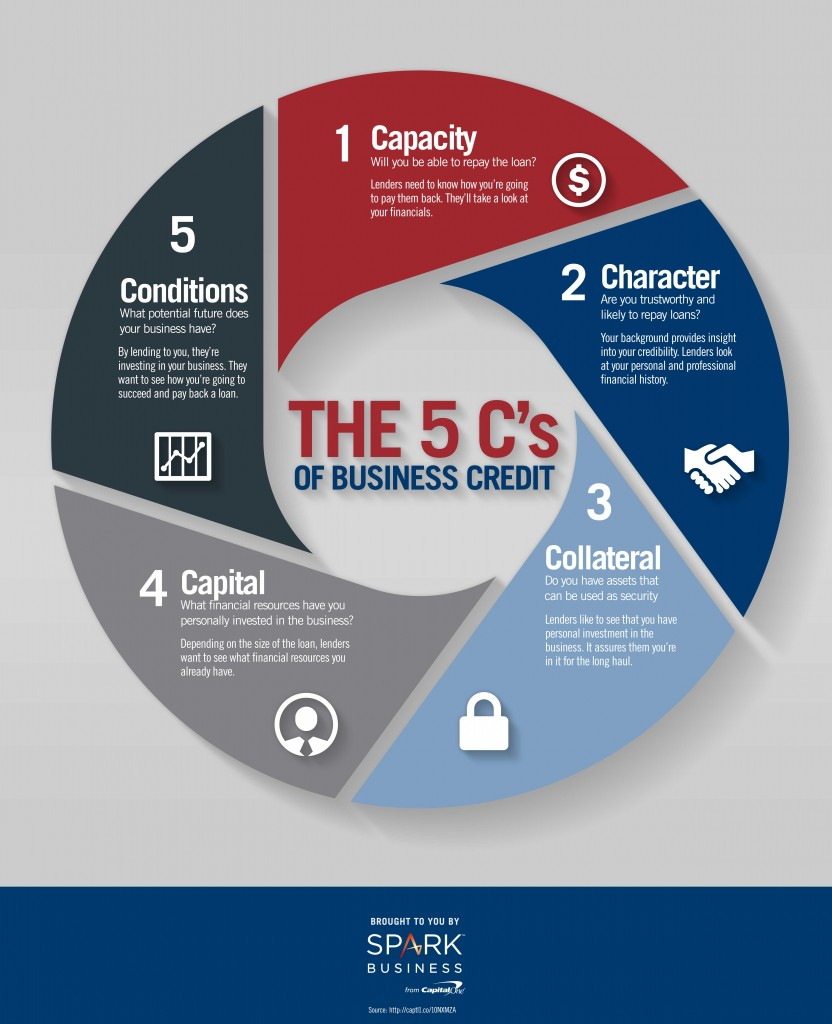 1 Capacity
Will you be able to repay the loan?
Lenders need to know how you're going
to pay them back. They'll take a look at
your financials.
$
2 Character
Are you trustworthy and
likely to repay loans?
Your background provides insight
into your credibility. Lenders look
at your personal and professional
financial history.
THE 5 C's
OF BUSINESS CREDIT
3
Collateral
Do you have assets that
can be used as security
Lenders like to see that you have
personal investment in the
business. It assures them you're
in it for the long haul.
4 Capital
What financial resources have you
personally invested in the business?
Depending on the size of the loan, lenders
want to see what financial resources you
already have.
5
Conditions
What potential future does
your business have?
By lending to you, they're
investing in your business. They
want to see how you're going to
succeed and pay back a loan.
BROUGHT TO YOU BY
SPARK
BUSINESS
from CapitalOne
Source: http://captl1.co/10NXMZA